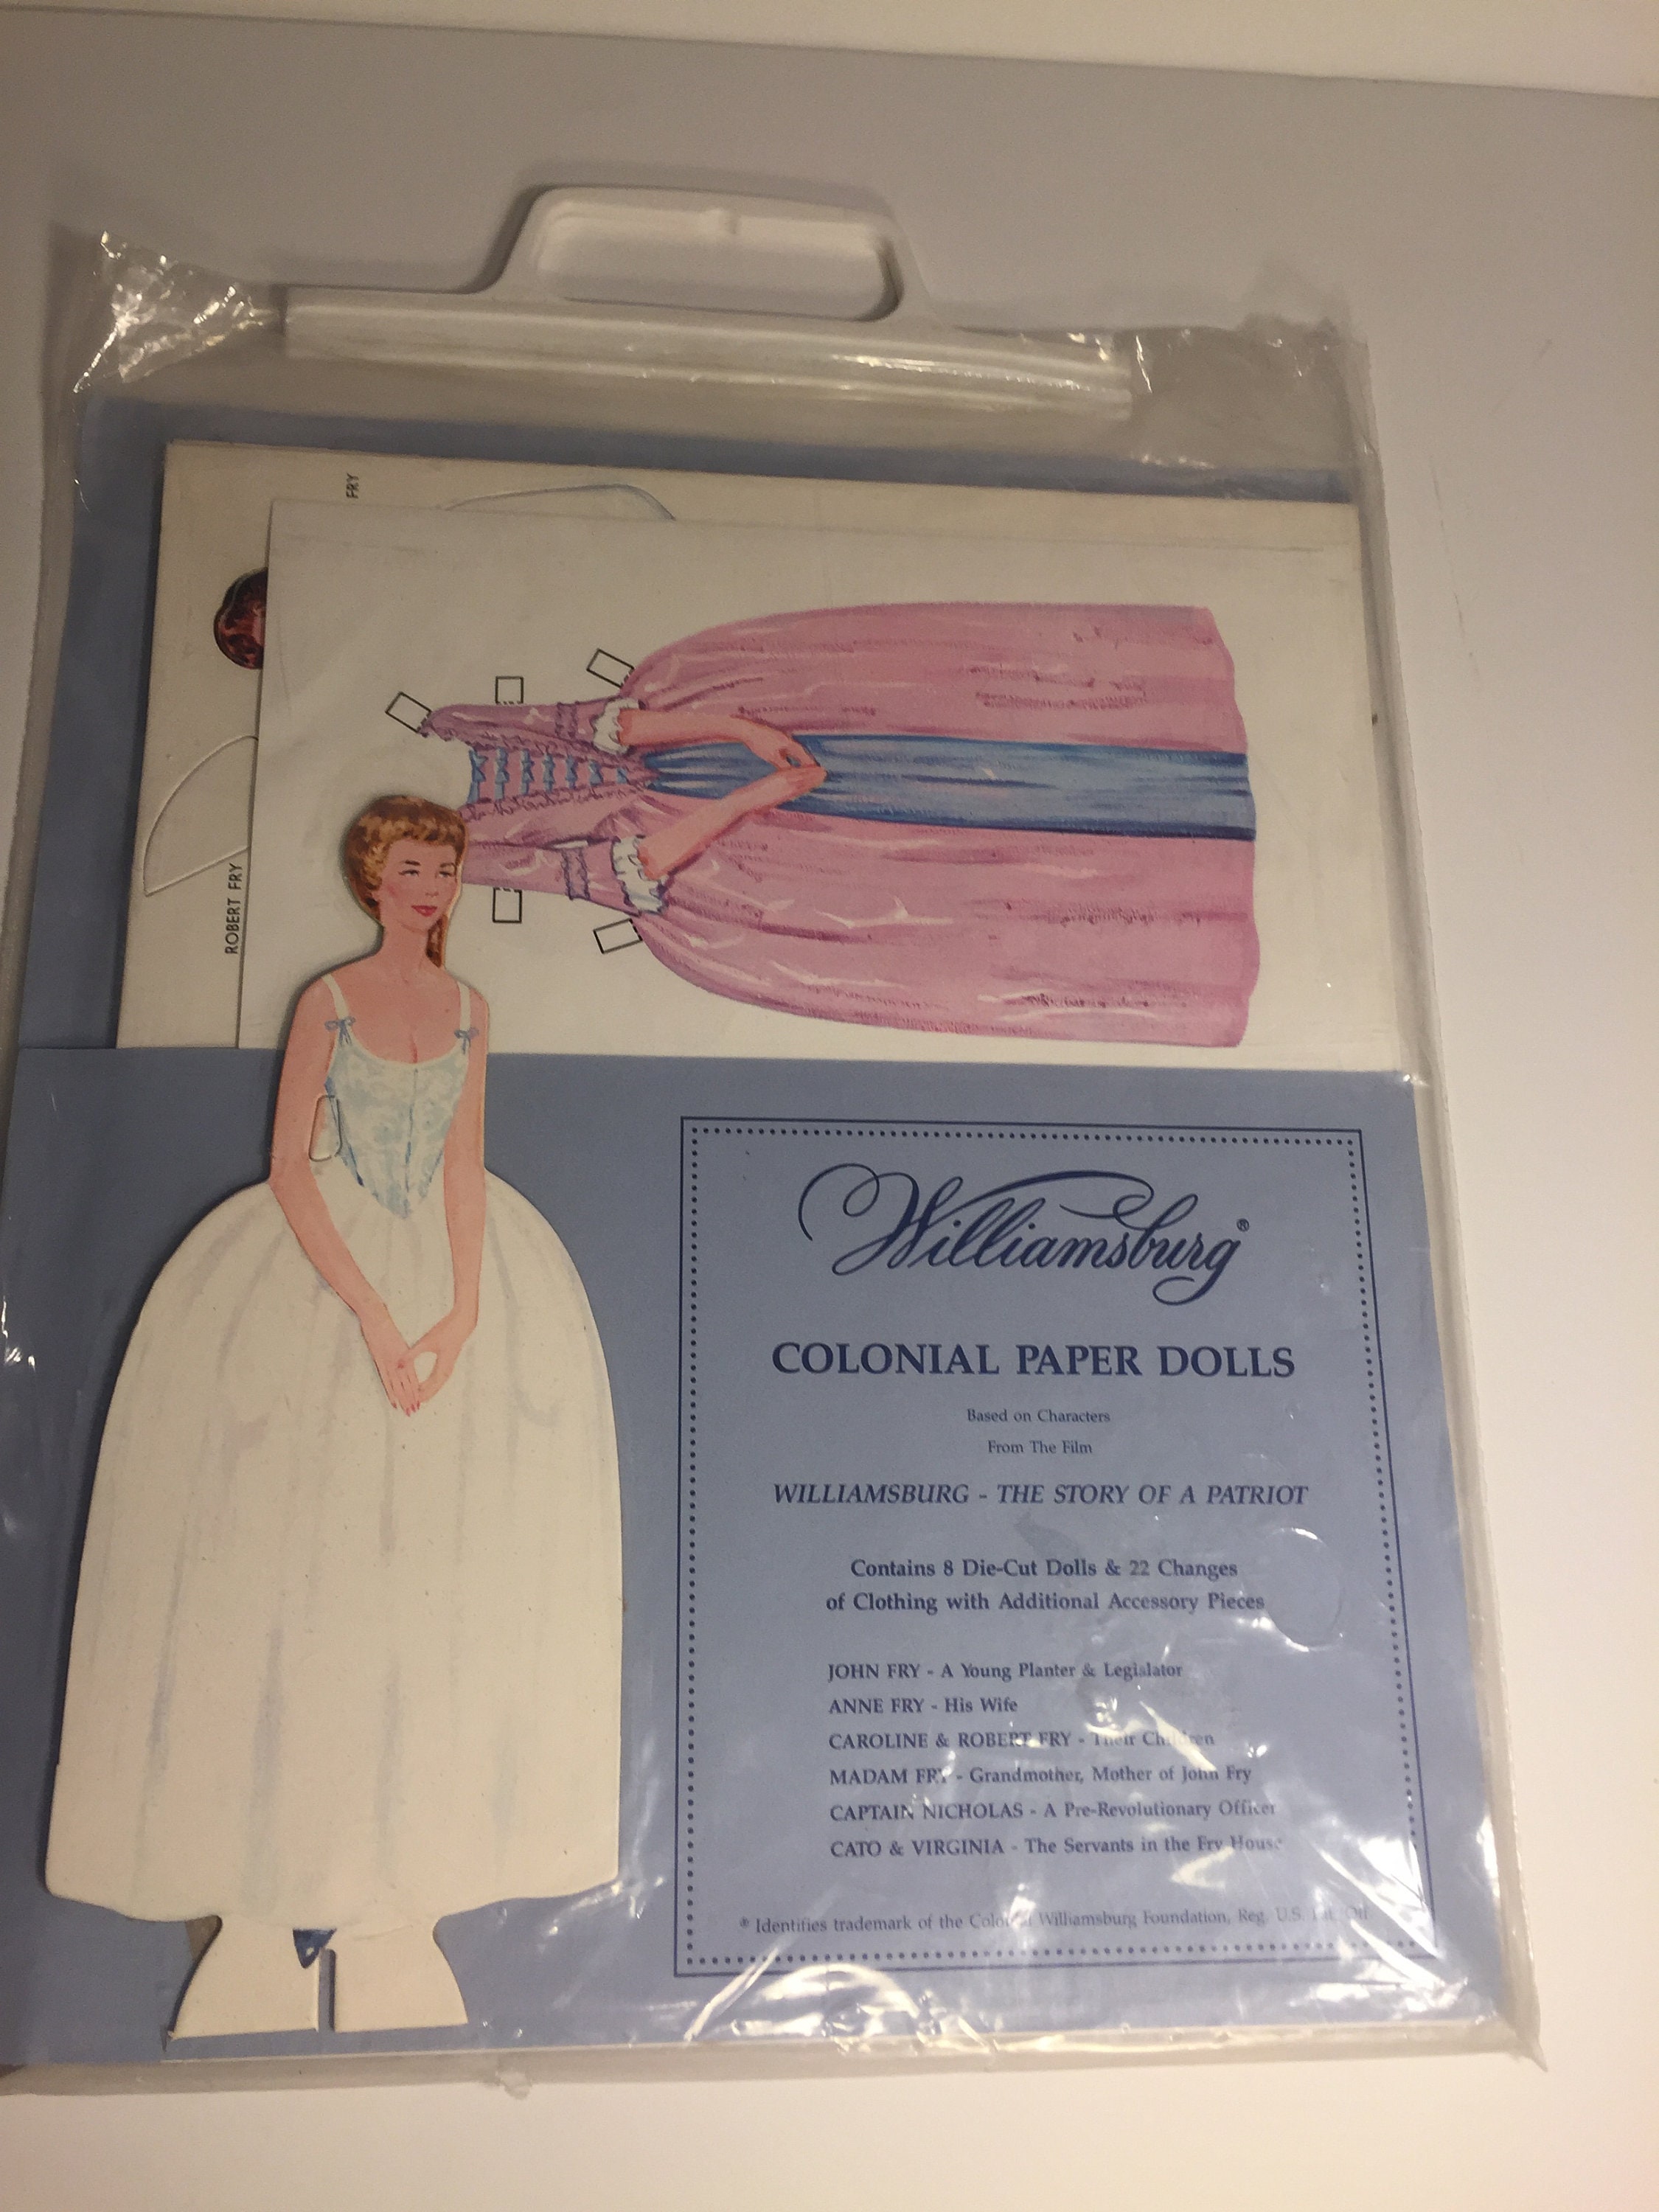 FRY
ROBERT FRY
Williamsburg®
COLONIAL PAPER DOLLS
Based on Characters
From The Film
WILLIAMSBURG - THE STORY OF A PATRIOT
Contains 8 Die-Cut Dolls & 22 Changes
of Clothing with Additional Accessory Pieces
JOHN FRY - A Young Planter & Legislator
ANNE FRY - His Wife
CAROLINE & ROBERT FRY - Their Children
MADAM FRY - Grandmother, Mother of John Fry
CAPTAIN NICHOLAS - A Pre-Revolutionary Officer
CATO & VIRGINIA - The Servants in the Fry House
® Identifies trademark of the Colonial Williamsburg Foundation, Reg. U.S. Pat. Off.